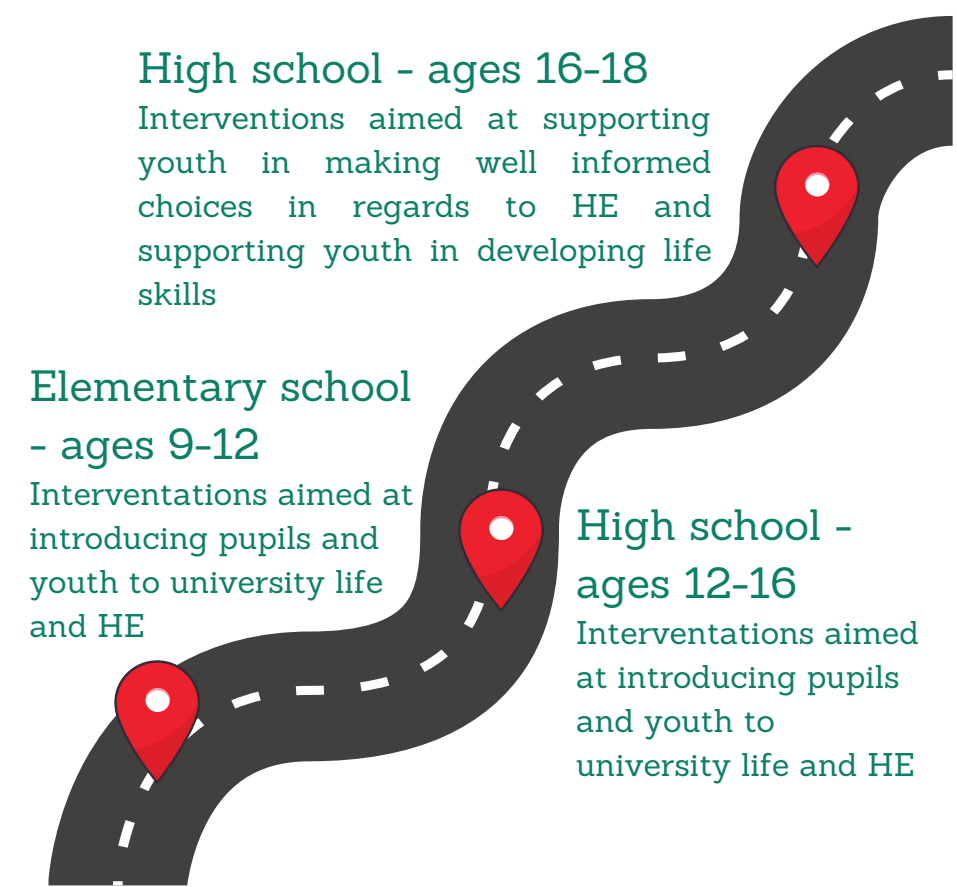 High school - ages 16-18
Interventions aimed at supporting
youth in making well informed
choices in regards to HE and
supporting youth in developing life
skills
Elementary school
- ages 9-12
Interventations aimed at
introducing pupils and
youth to university life
and HE
High school -
ages 12-16
Interventations aimed
at introducing pupils
and youth to
university life and HE